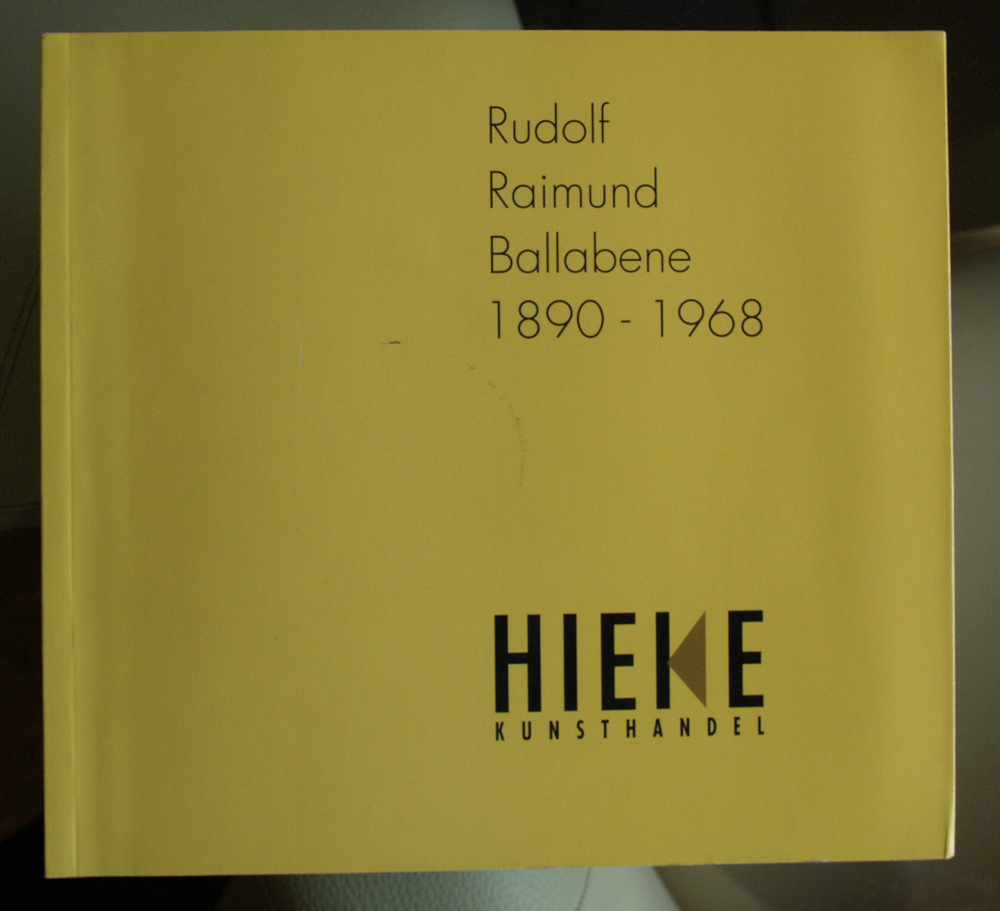 Rudolf
Raimund
Ballabene
1890 - 1968
HIEKE
KUNSTHANDEL